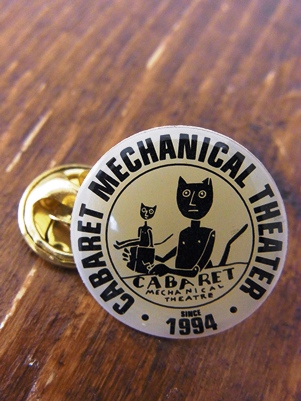 CABARET MECHANICAL THEATER
CABARET
MECHANICAL
THEATRE
SINCE
• 1994 •